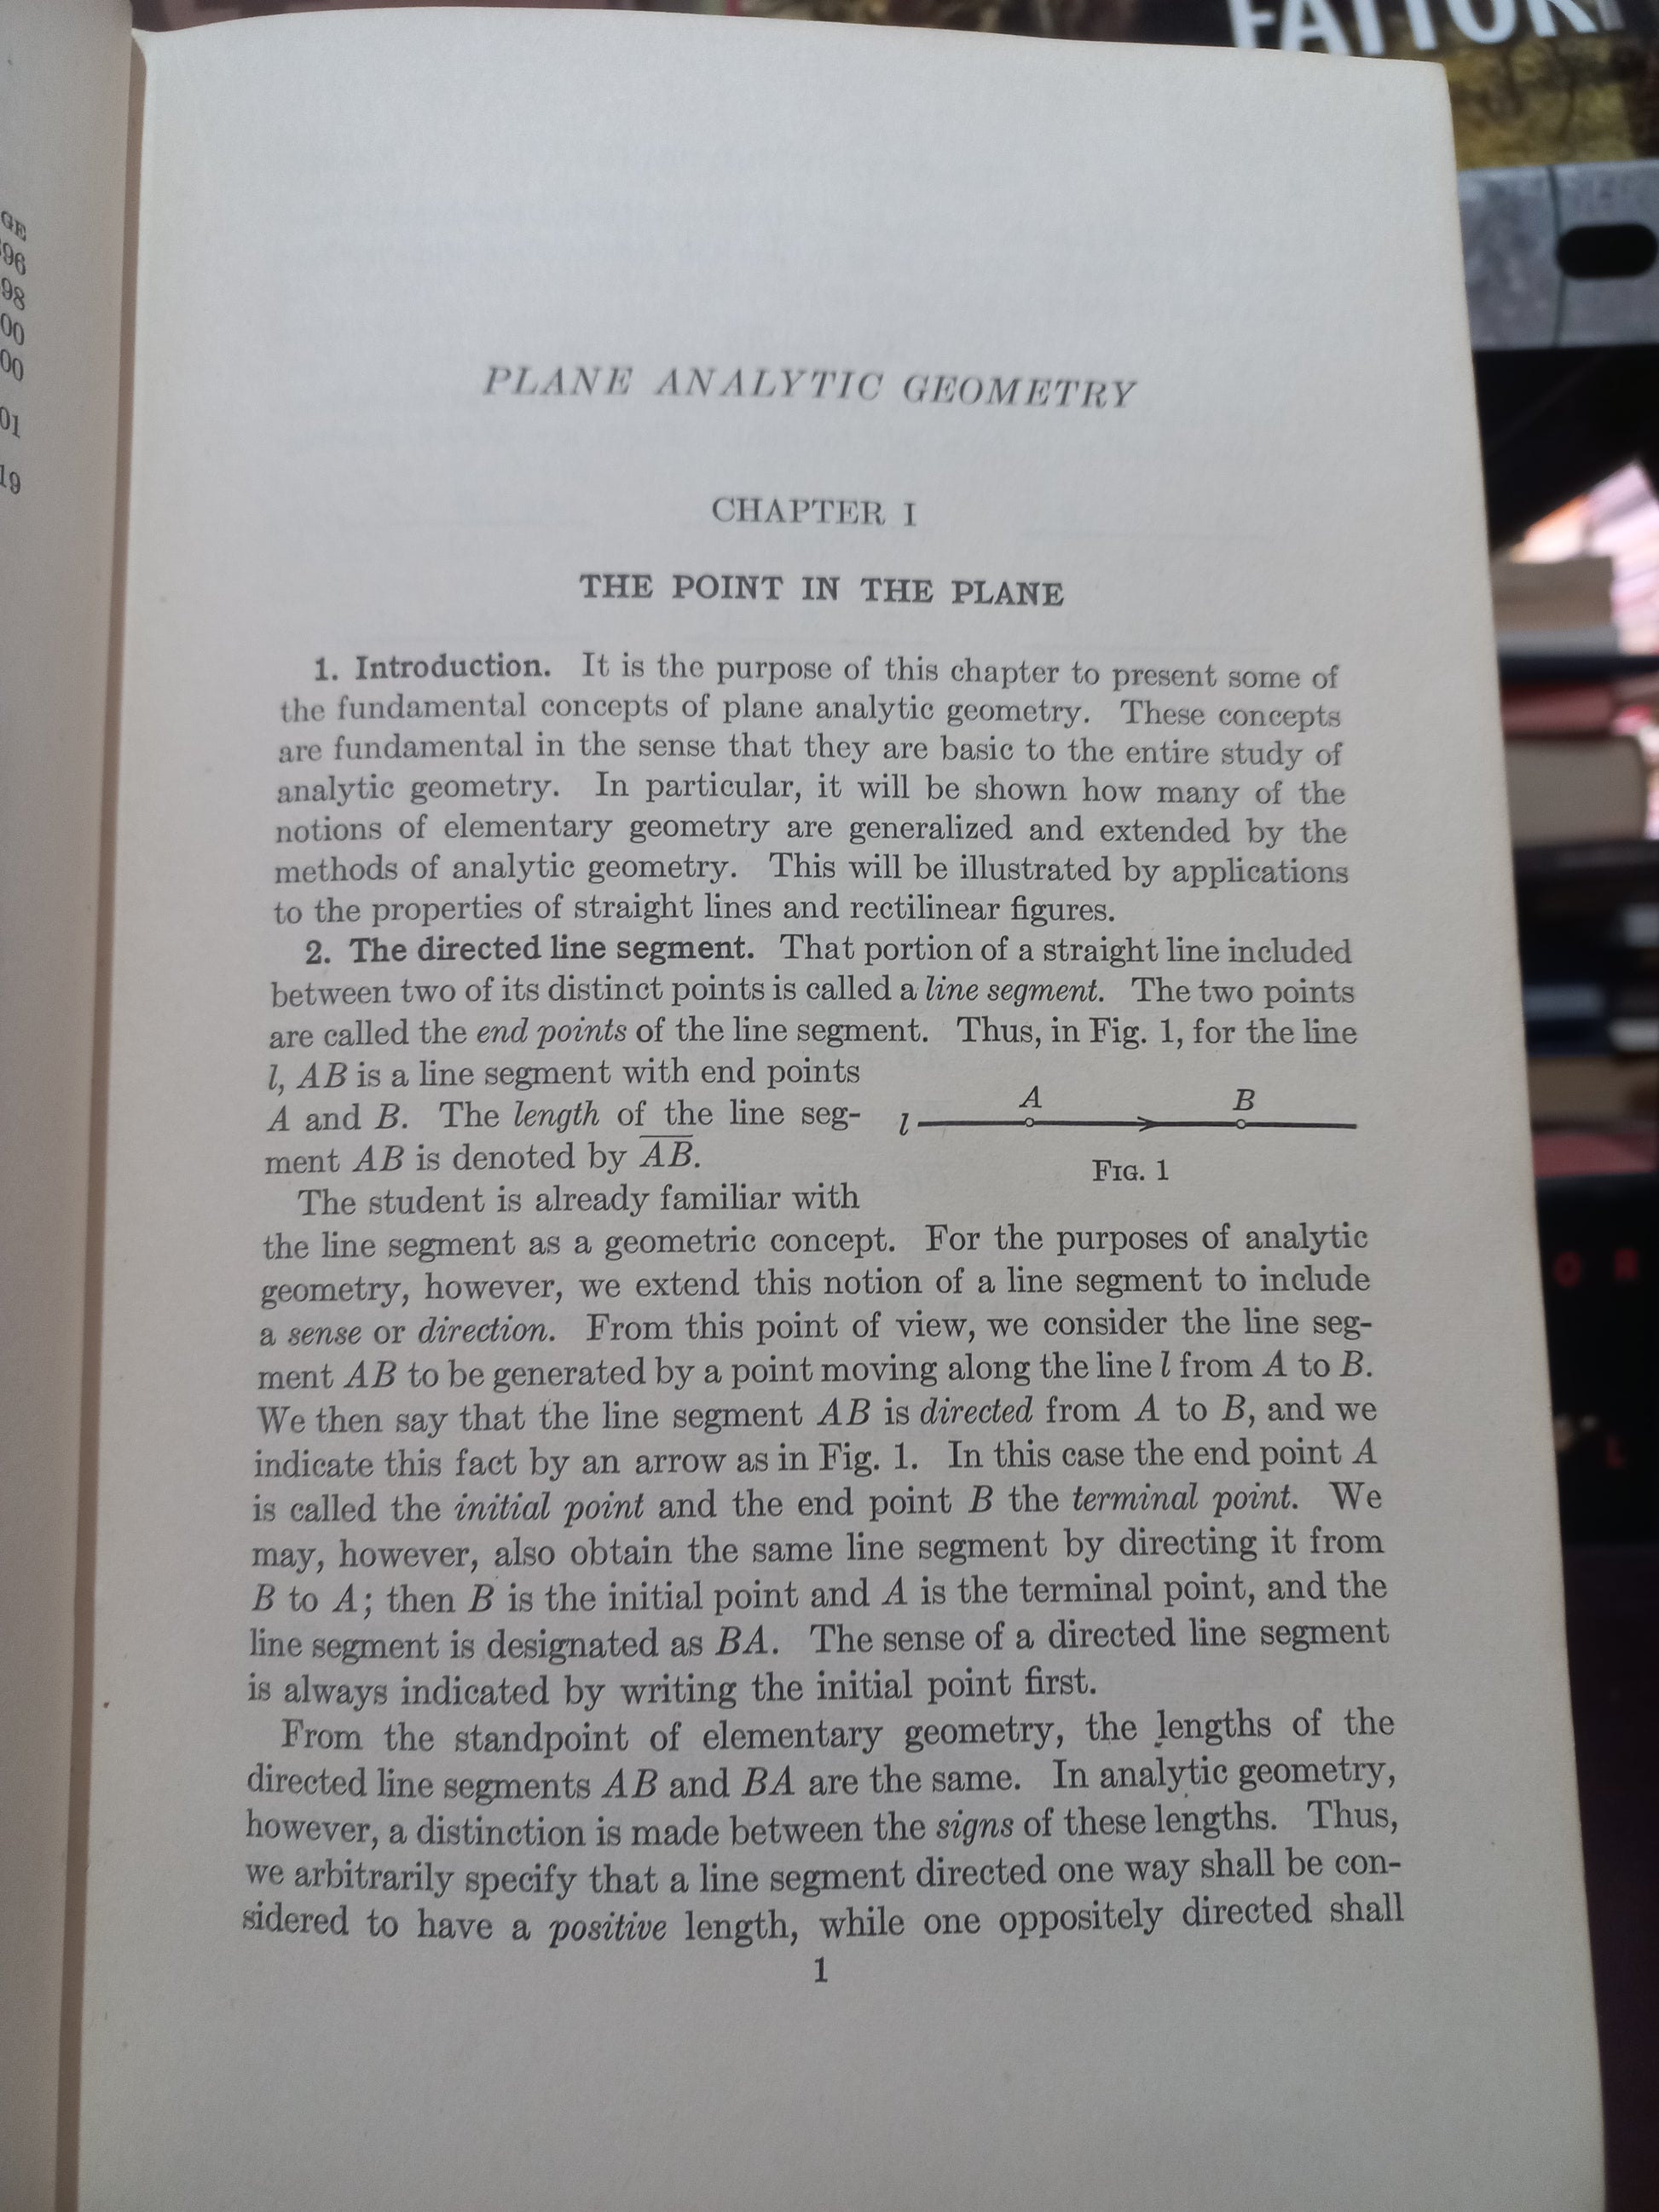 FATTORI
GE
396
98
00
00
01
19
PLANE ANALYTIC GEOMETRY
CHAPTER I
THE POINT IN THE PLANE
1. Introduction. It is the purpose of this chapter to present some of
the fundamental concepts of plane analytic geometry. These concepts
are fundamental in the sense that they are basic to the entire study of
analytic geometry. In particular, it will be shown how many of the
notions of elementary geometry are generalized and extended by the
methods of analytic geometry. This will be illustrated by applications
to the properties of straight lines and rectilinear figures.
2. The directed line segment. That portion of a straight line included
between two of its distinct points is called a line segment. The two points
are called the end points of the line segment. Thus, in Fig. 1, for the line
l, AB is a line segment with end points
A and B. The length of the line seg-
ment AB is denoted by A̅B̅.
A B
l
FIG. 1
The student is already familiar with
the line segment as a geometric concept. For the purposes of analytic
geometry, however, we extend this notion of a line segment to include
a sense or direction. From this point of view, we consider the line seg-
ment AB to be generated by a point moving along the line l from A to B.
We then say that the line segment AB is directed from A to B, and we
indicate this fact by an arrow as in Fig. 1. In this case the end point A
is called the initial point and the end point B the terminal point. We
may, however, also obtain the same line segment by directing it from
B to A; then B is the initial point and A is the terminal point, and the
line segment is designated as BA. The sense of a directed line segment
is always indicated by writing the initial point first.
From the standpoint of elementary geometry, the lengths of the
directed line segments AB and BA are the same. In analytic geometry,
however, a distinction is made between the signs of these lengths. Thus,
we arbitrarily specify that a line segment directed one way shall be con-
sidered to have a positive length, while one oppositely directed shall
1
O R
L